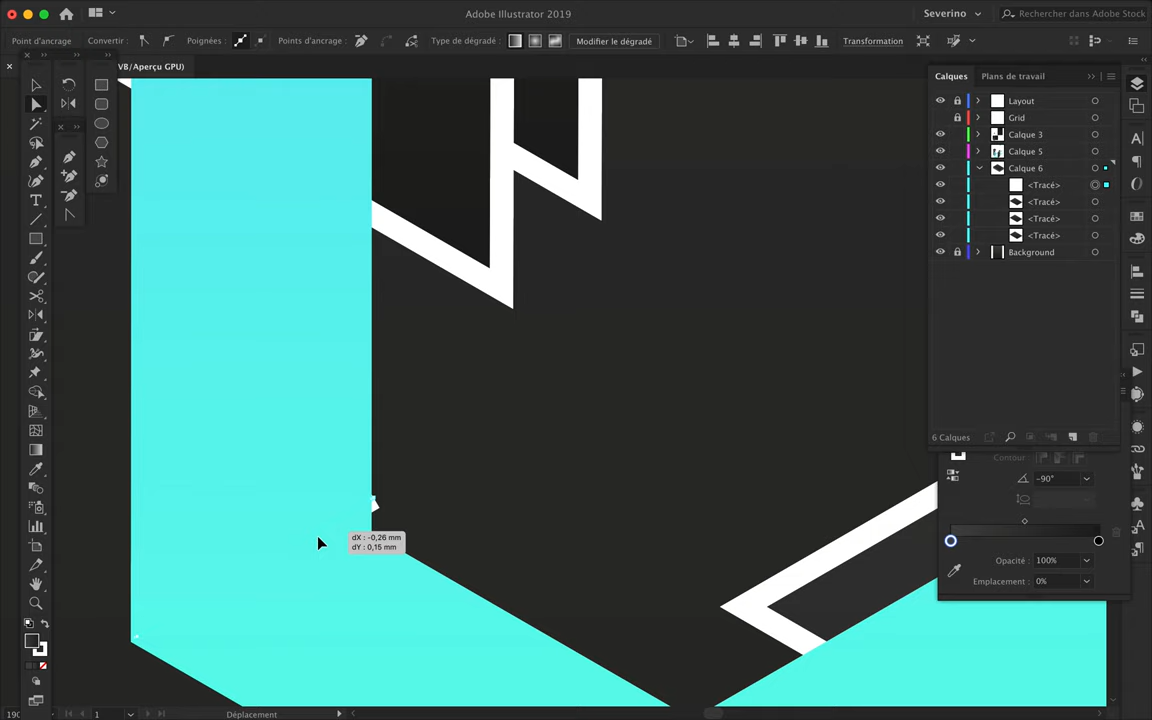 Adobe Illustrator 2019
Severino
Rechercher dans Adobe Stock
Point d'ancrage
Convertir :
Poignées :
Points d'ancrage :
Type de dégradé :
Modifier le dégradé
Transformation
VB/Aperçu GPU)
Calques
Plans de travail
Layout
Grid
Calque 3
Calque 5
Calque 6
<Tracé>
<Tracé>
<Tracé>
<Tracé>
Background
6 Calques
Contour :
-90°
Opacité :
100%
Emplacement :
0%
dX : -0,26 mm
dY : 0,15 mm
190
1
Déplacement